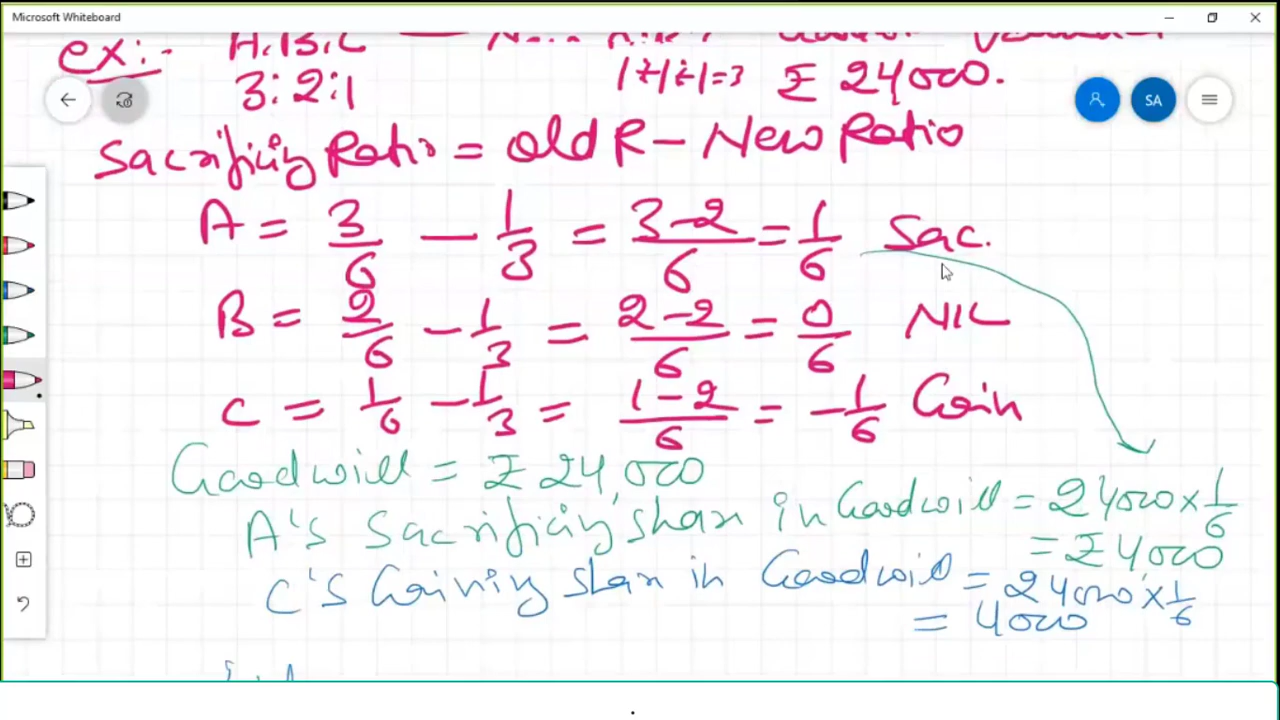 Microsoft Whiteboard
ex:-
3:2:1
1+1+1=3 ₹ 24000.
SA
Sacrificing Ratio = old R - New Ratio
A = 3/6 - 1/3 = 3-2/6 = 1/6 Sac.
B = 2/6 - 1/3 = 2-2/6 = 0/6 NIL
C = 1/6 - 1/3 = 1-2/6 = -1/6 Gain
Goodwill = ₹ 24,000
A's Sacrificing share in Goodwill = 24000 x 1/6
= ₹ 4,000
C's Gaining share in Goodwill = 24000 x 1/6
= 4000